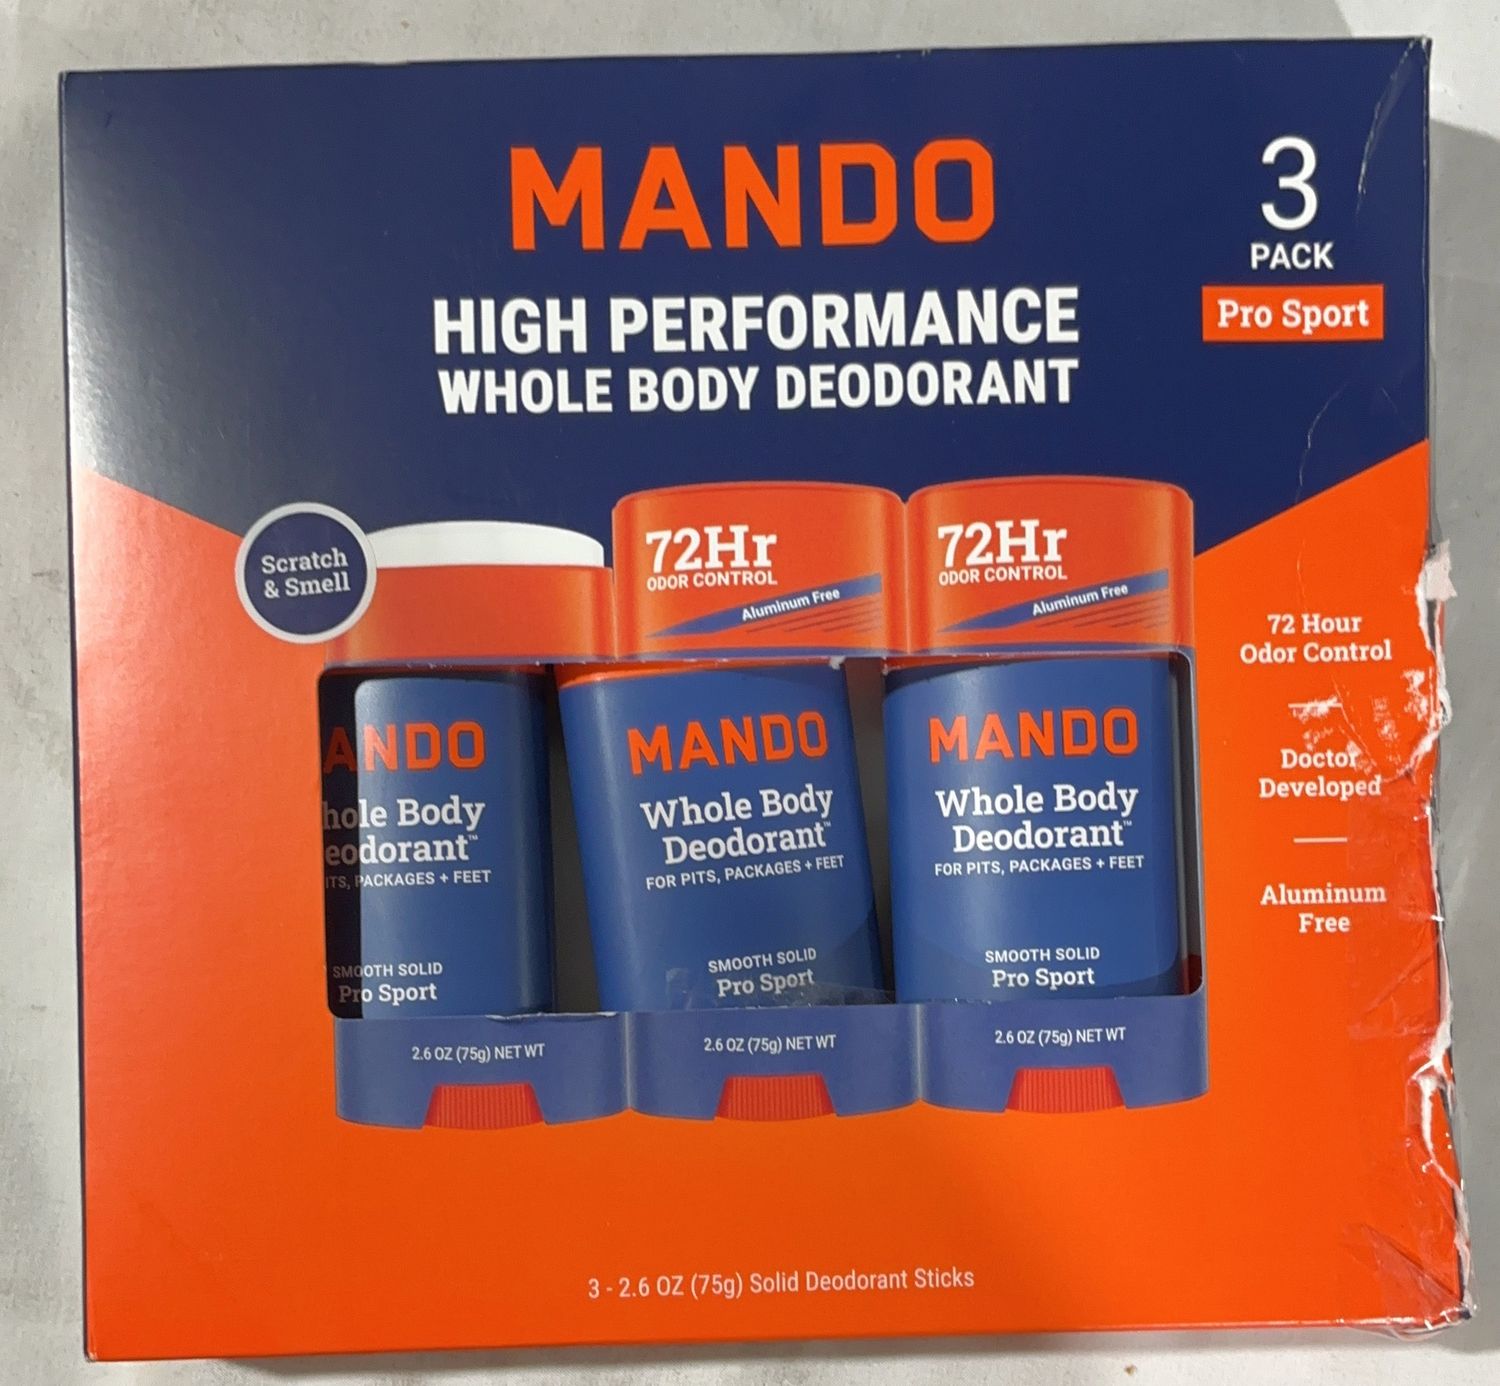 MANDO
HIGH PERFORMANCE
WHOLE BODY DEODORANT
3
PACK
Pro Sport
Scratch
& Smell
72Hr
ODOR CONTROL
Aluminum Free
72Hr
ODOR CONTROL
Aluminum Free
ANDO
hole Body
eodorant™
ITS, PACKAGES + FEET
SMOOTH SOLID
Pro Sport
2.6 OZ (75g) NET WT
MANDO
Whole Body
Deodorant™
FOR PITS, PACKAGES + FEET
SMOOTH SOLID
Pro Sport
2.6 OZ (75g) NET WT
MANDO
Whole Body
Deodorant™
FOR PITS, PACKAGES + FEET
SMOOTH SOLID
Pro Sport
2.6 OZ (75g) NET WT
72 Hour
Odor Control
Doctor
Developed
Aluminum
Free
3 - 2.6 OZ (75g) Solid Deodorant Sticks